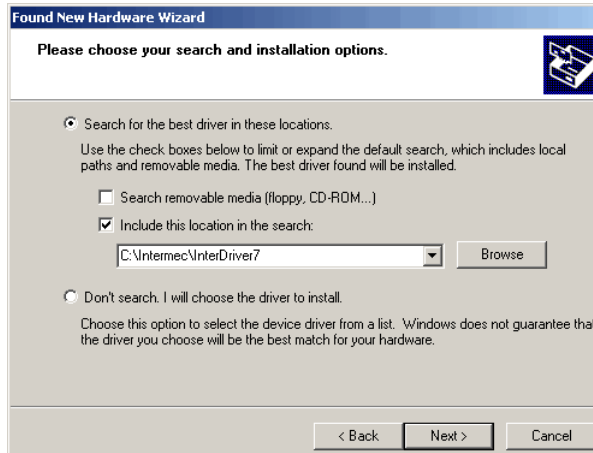 Found New Hardware Wizard
Please choose your search and installation options.
Search for the best driver in these locations.
Use the check boxes below to limit or expand the default search, which includes local
paths and removable media. The best driver found will be installed.
Search removable media (floppy, CD-ROM...)
Include this location in the search:
C:\Intermec\InterDriver7
Browse
Don't search. I will choose the driver to install.
Choose this option to select the device driver from a list. Windows does not guarantee tha
the driver you choose will be the best match for your hardware.
< Back Next > Cancel